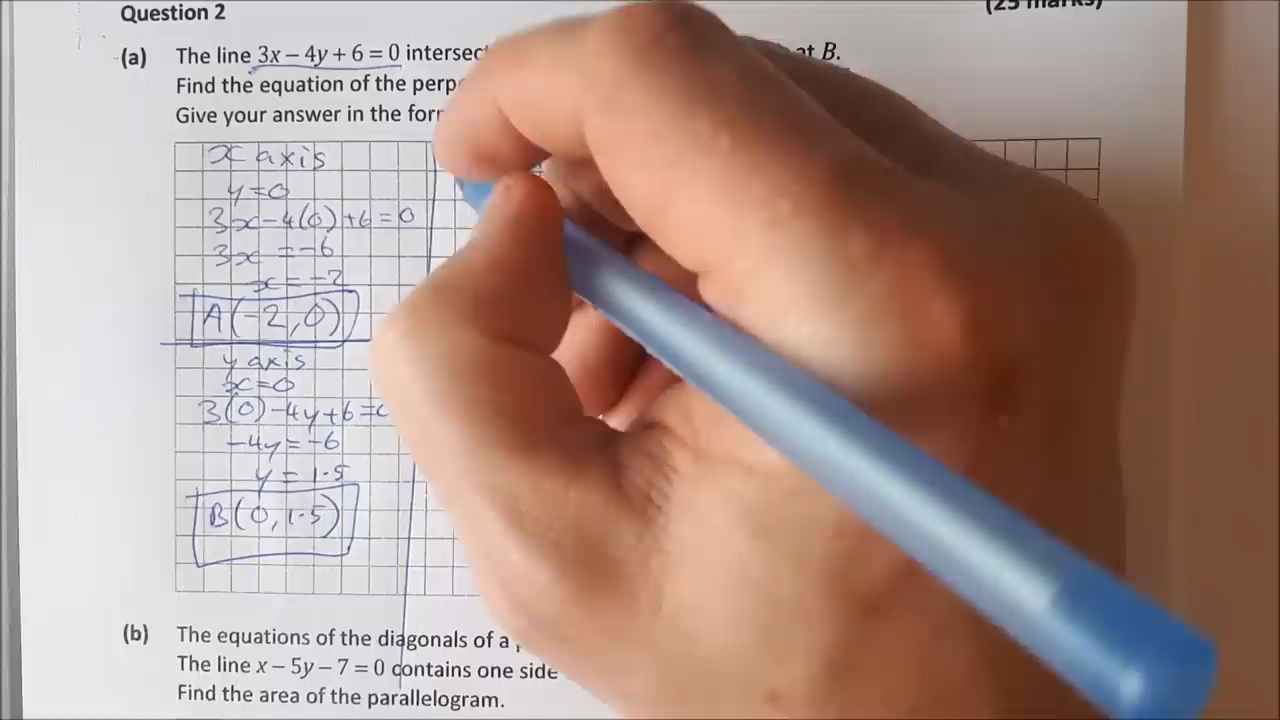 Question 2
(25 marks)
(a) The line 3x – 4y + 6 = 0 at B.
Find the equation of the
Give your answer in the
x axis
y=0
3x-4(0)+6=0
3x =-6
x=-2
A(-2,0)
y axis
x=0
3(0)-4y+6=
-4y=-6
y = 1.5
B(0,1.5)
(b) The equations of the diagonals of a
The line x – 5y – 7 = 0 contains one side
Find the area of the parallelogram.